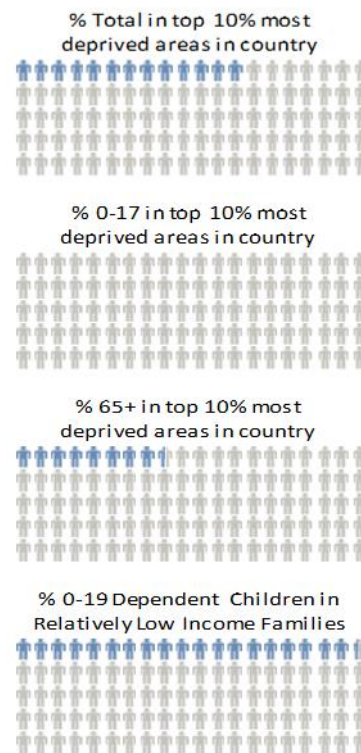 % Total in top 10% most
deprived areas in country
% 0-17 in top 10% most
deprived areas in country
% 65+ in top 10% most
deprived areas in country
% 0-19 Dependent Children in
Relatively Low Income Families